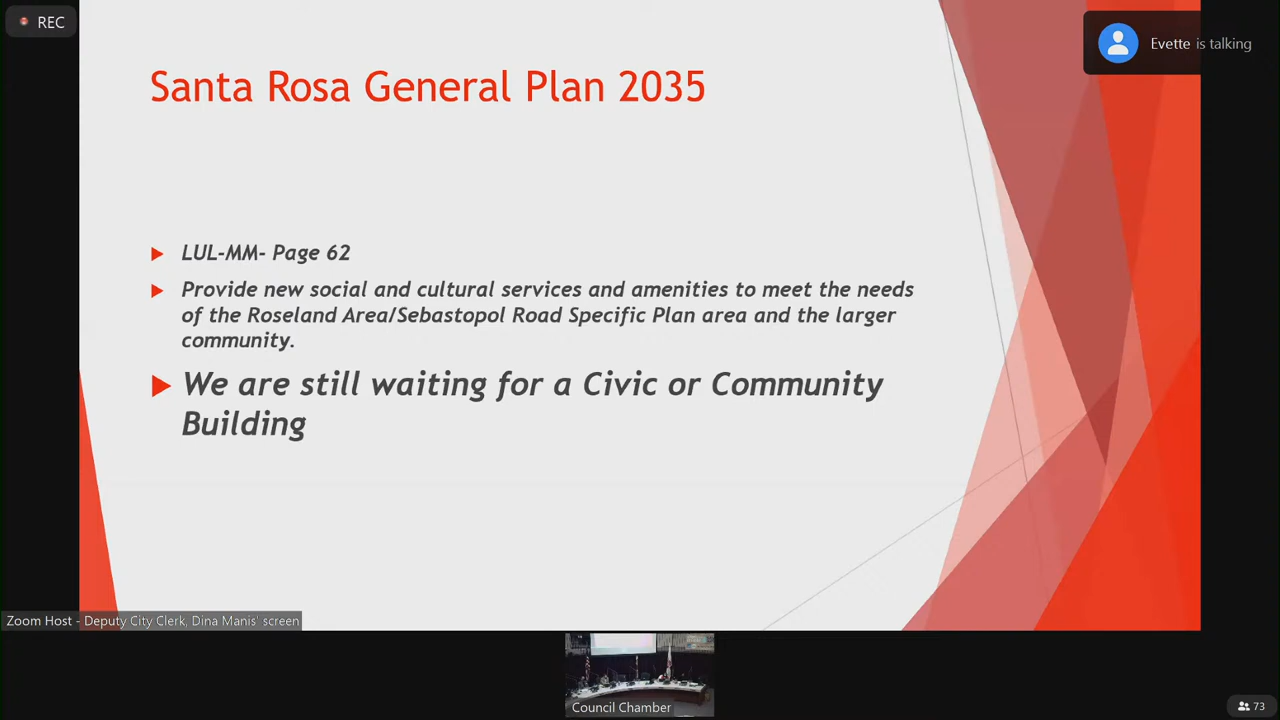 REC
Evette is talking
Santa Rosa General Plan 2035
LUL-MM- Page 62
Provide new social and cultural services and amenities to meet the needs
of the Roseland Area/Sebastopol Road Specific Plan area and the larger
community.
We are still waiting for a Civic or Community
Building
Zoom Host - Deputy City Clerk, Dina Manis' screen
Council Chamber
73